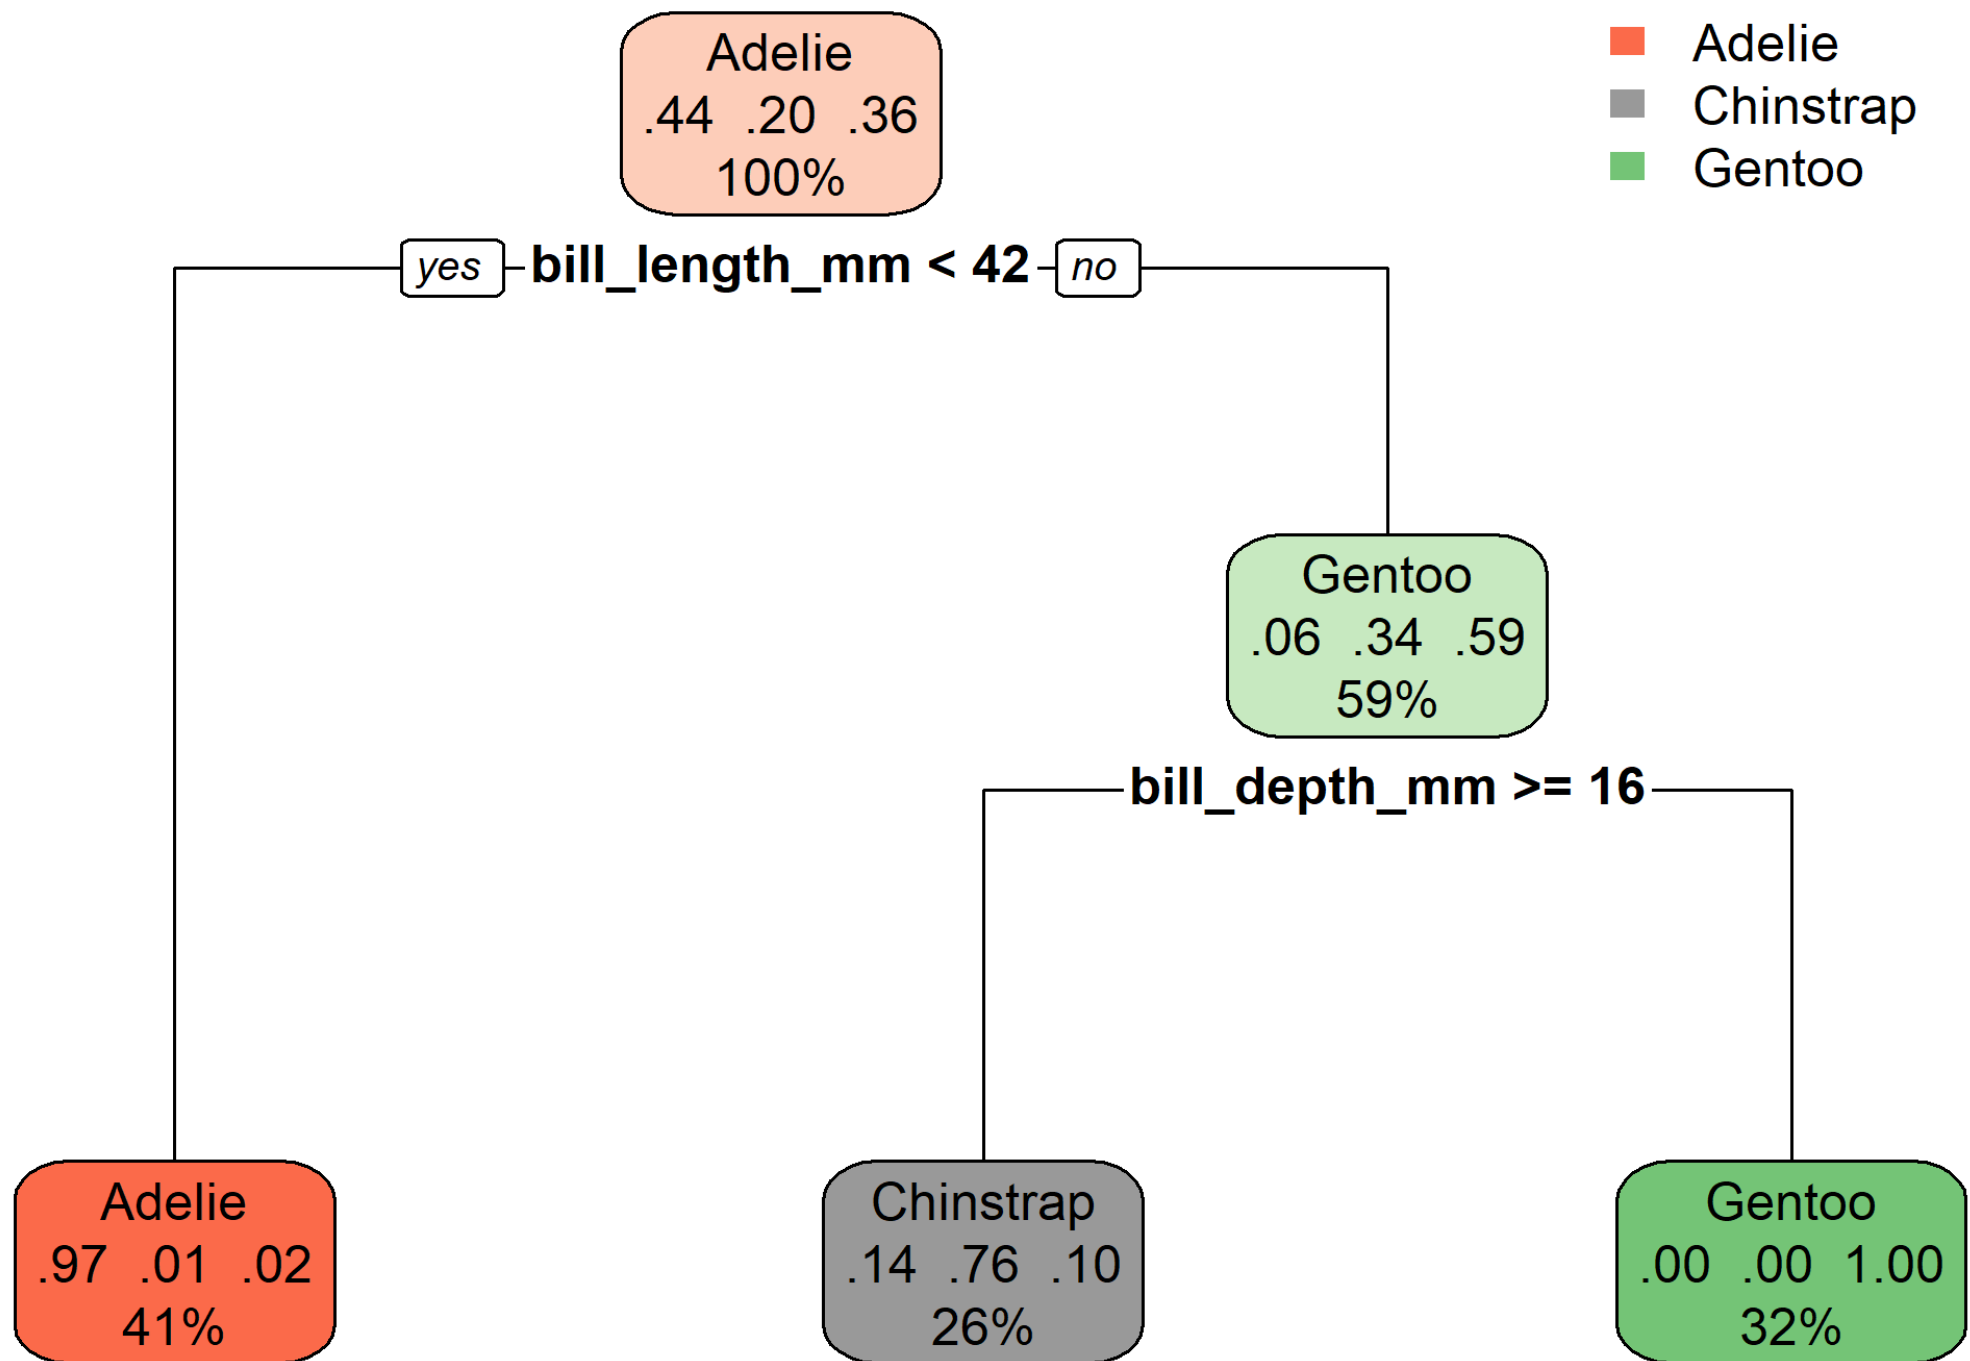 Adelie
.44 .20 .36
100%
Adelie
Chinstrap
Gentoo
yes bill_length_mm < 42 no
Gentoo
.06 .34 .59
59%
bill_depth_mm >= 16
Adelie
.97 .01 .02
41%
Chinstrap
.14 .76 .10
26%
Gentoo
.00 .00 1.00
32%